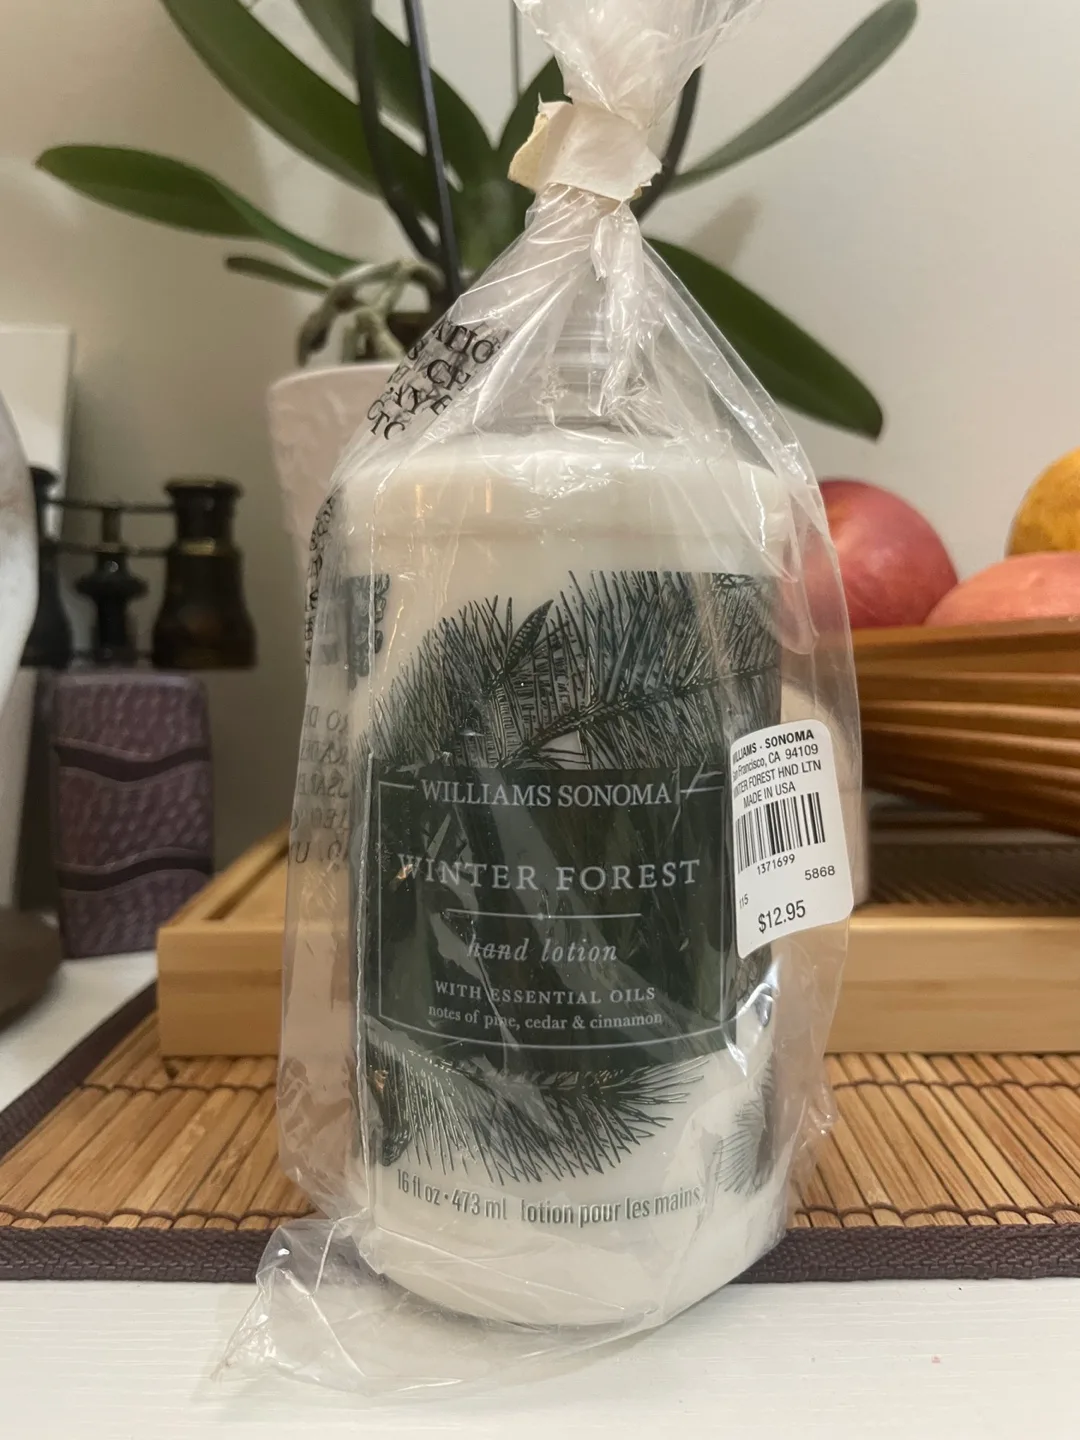 WILLIAMS SONOMA
WINTER FOREST
hand lotion
WITH ESSENTIAL OILS
notes of pine, cedar & cinnamon
16 fl oz • 473 ml lotion pour les mains
WILLIAMS - SONOMA
San Francisco, CA 94109
WINTER FOREST HND LTN
MADE IN USA
1371699
5868
115
$12.95